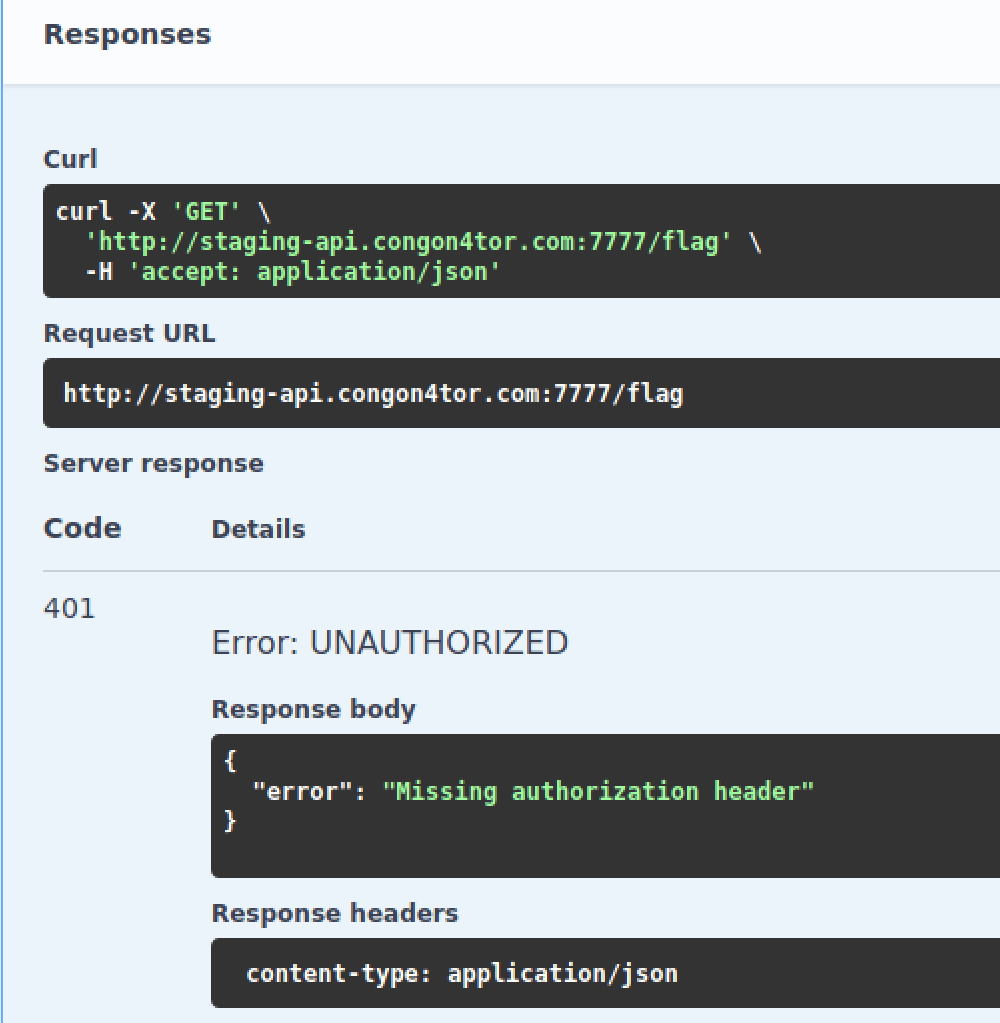 Responses
Curl
curl -X 'GET' \
  'http://staging-api.congon4tor.com:7777/flag' \
  -H 'accept: application/json'
Request URL
http://staging-api.congon4tor.com:7777/flag
Server response
Code Details
401
Error: UNAUTHORIZED
Response body
{
  "error": "Missing authorization header"
}
Response headers
content-type: application/json